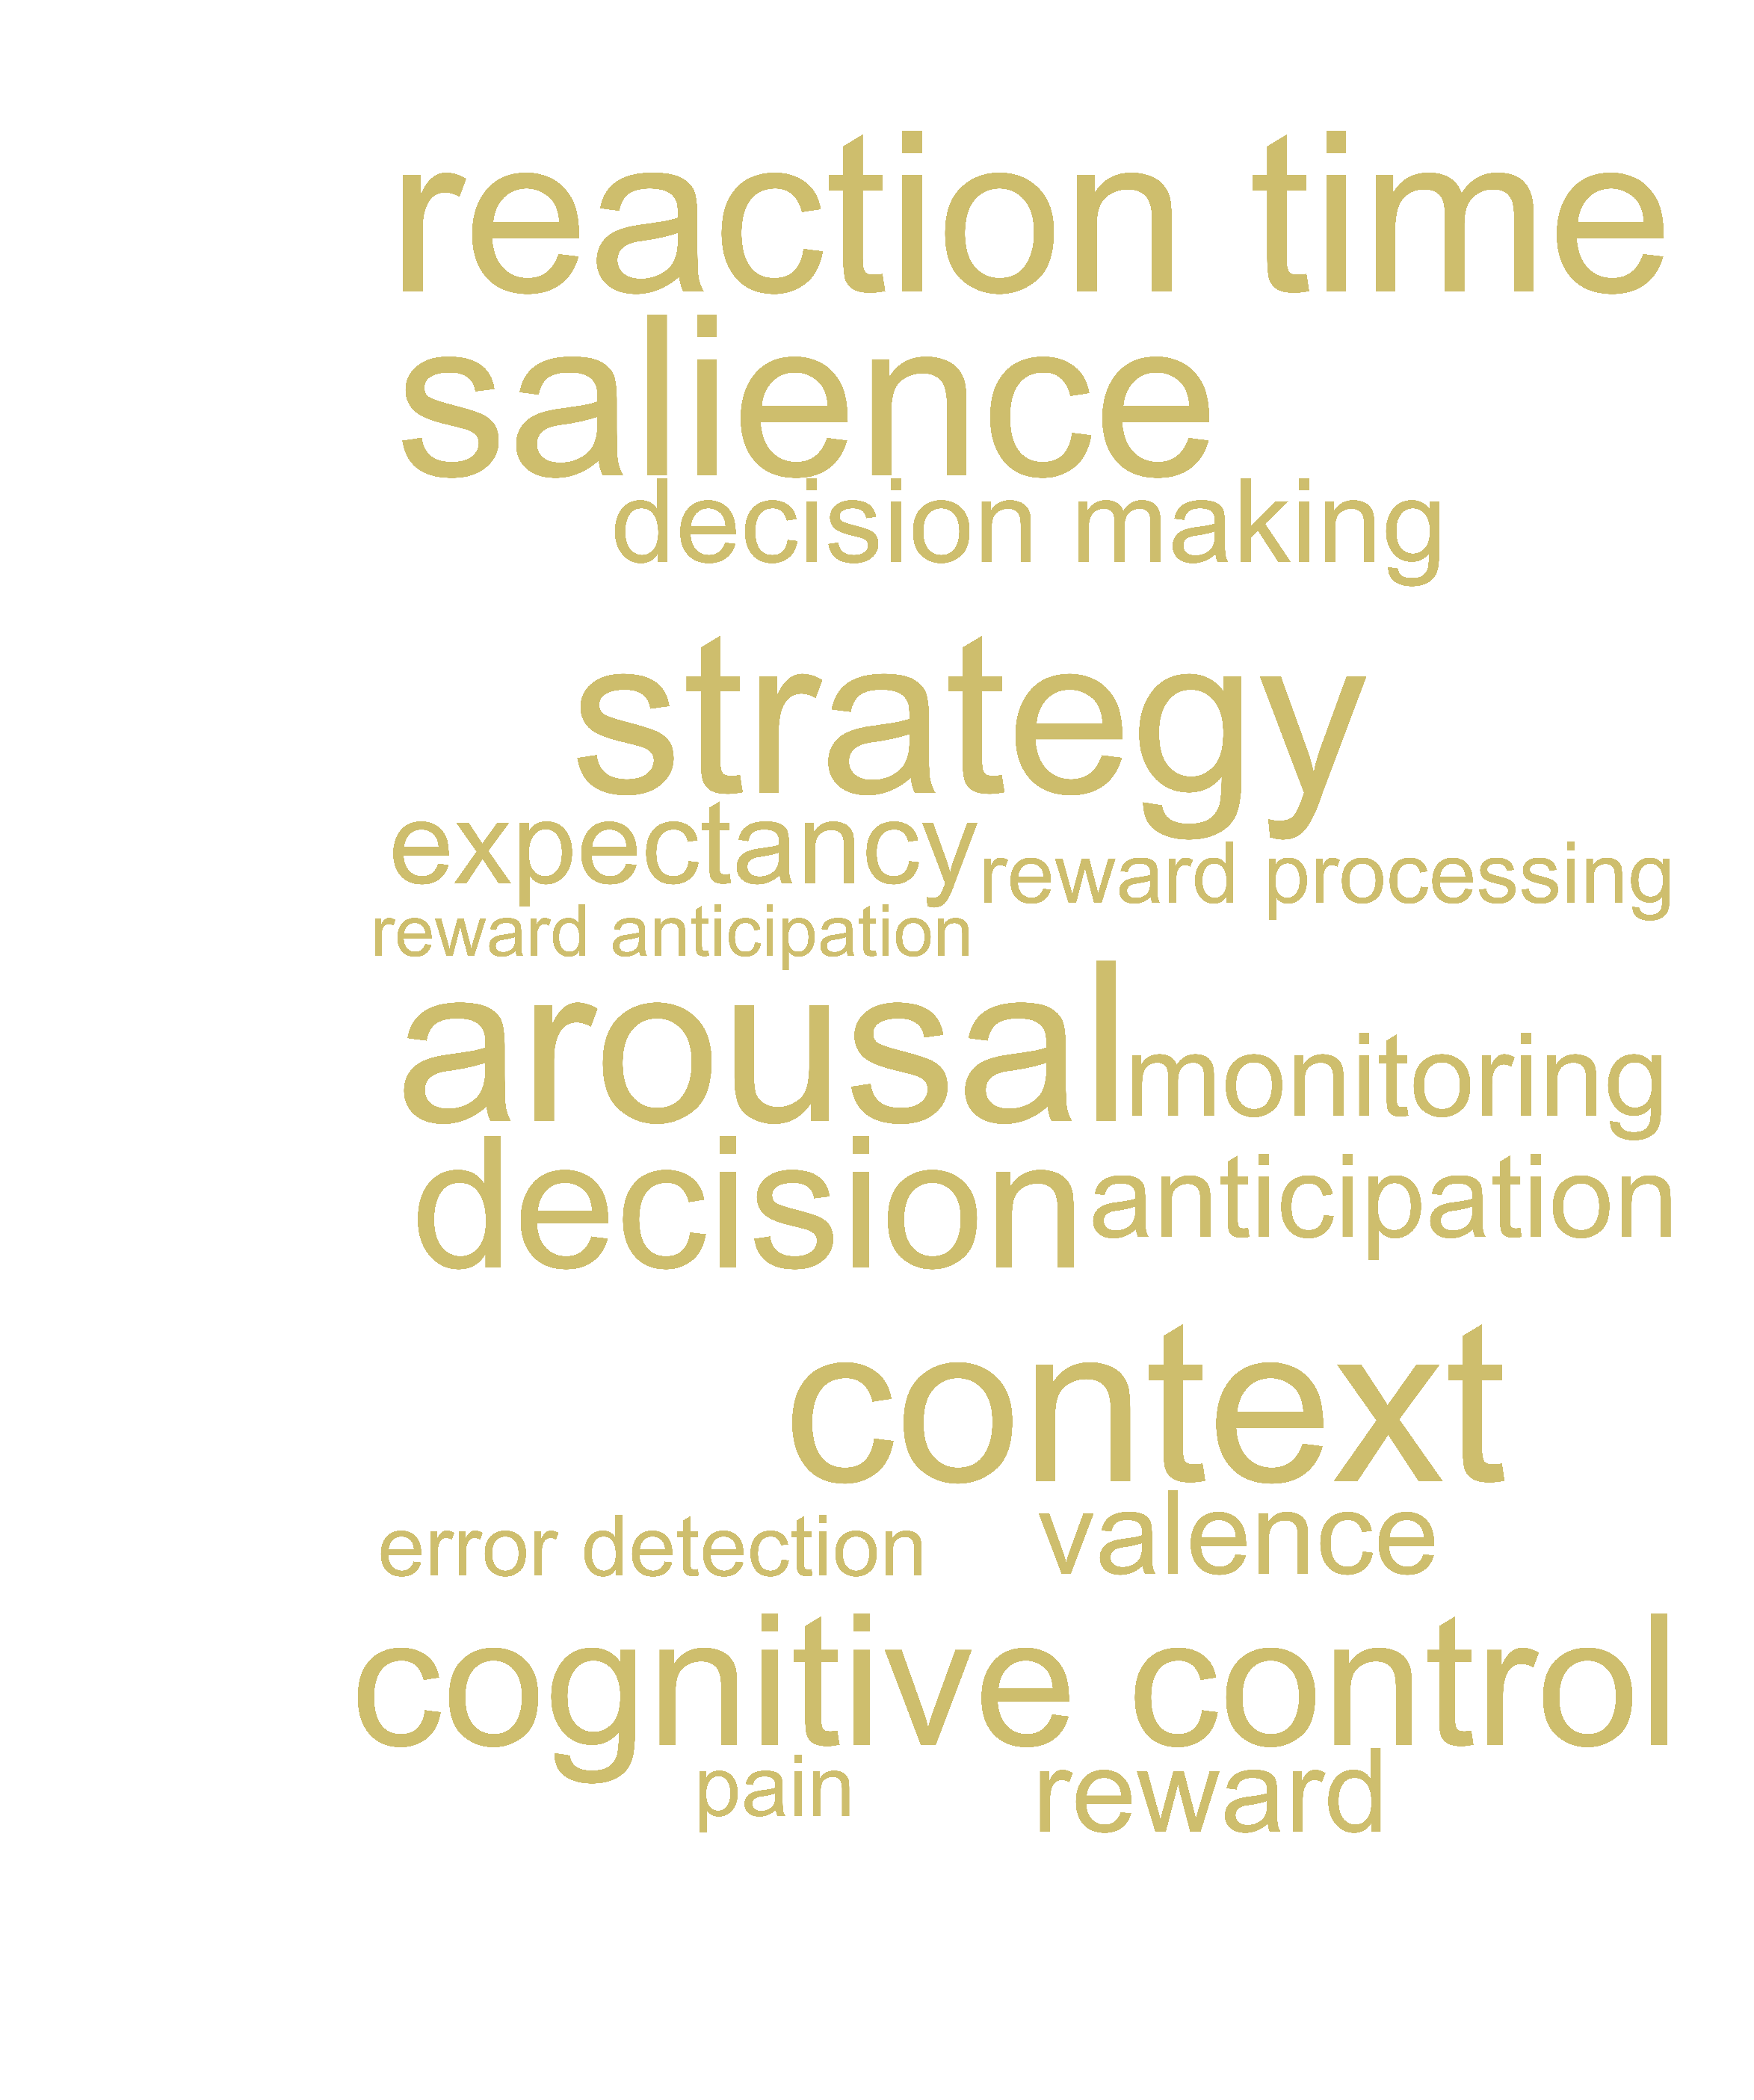 reaction time
salience
decision making
strategy
expectancy
reward processing
reward anticipation
arousal
monitoring
decision
anticipation
context
error detection
valence
cognitive control
pain
reward